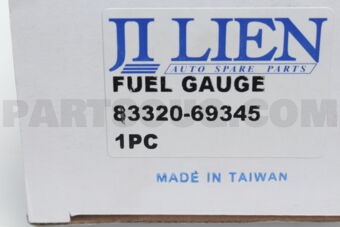 JI LIEN
AUTO SPARE PARTS
FUEL GAUGE
83320-69345
1PC
MADE IN TAIWAN